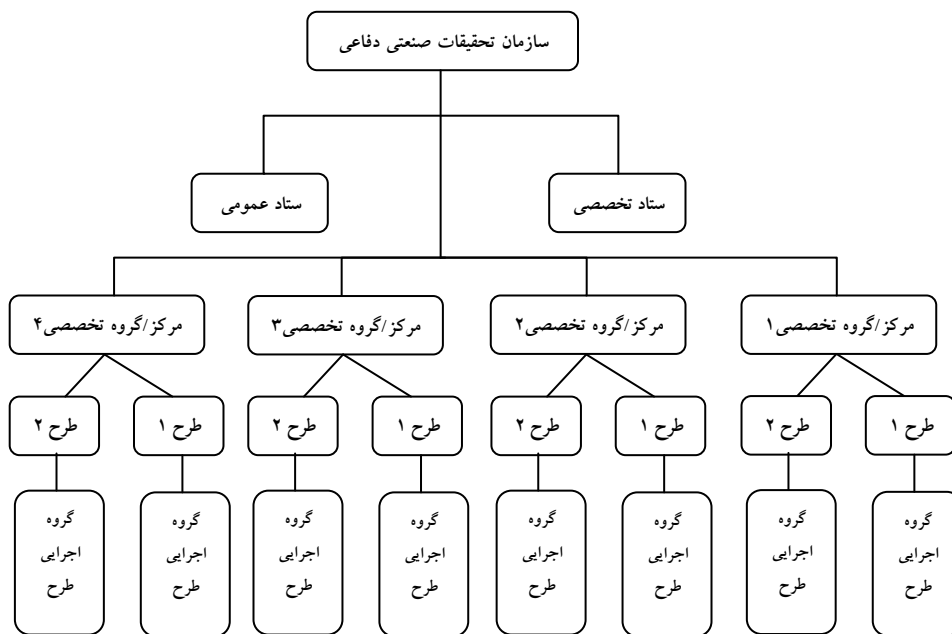 سازمان تحقیقات صنعتی دفاعی
ستاد تخصصی
ستاد عمومی
مرکز/گروه تخصصی۱
مرکز/گروه تخصصی۲
مرکز/گروه تخصصی۳
مرکز/گروه تخصصی۴
طرح ۱
طرح ۲
طرح ۱
طرح ۲
طرح ۱
طرح ۲
طرح ۱
طرح ۲
گروه
اجرایی
طرح
گروه
اجرایی
طرح
گروه
اجرایی
طرح
گروه
اجرایی
طرح
گروه
اجرایی
طرح
گروه
اجرایی
طرح
گروه
اجرایی
طرح
گروه
اجرایی
طرح